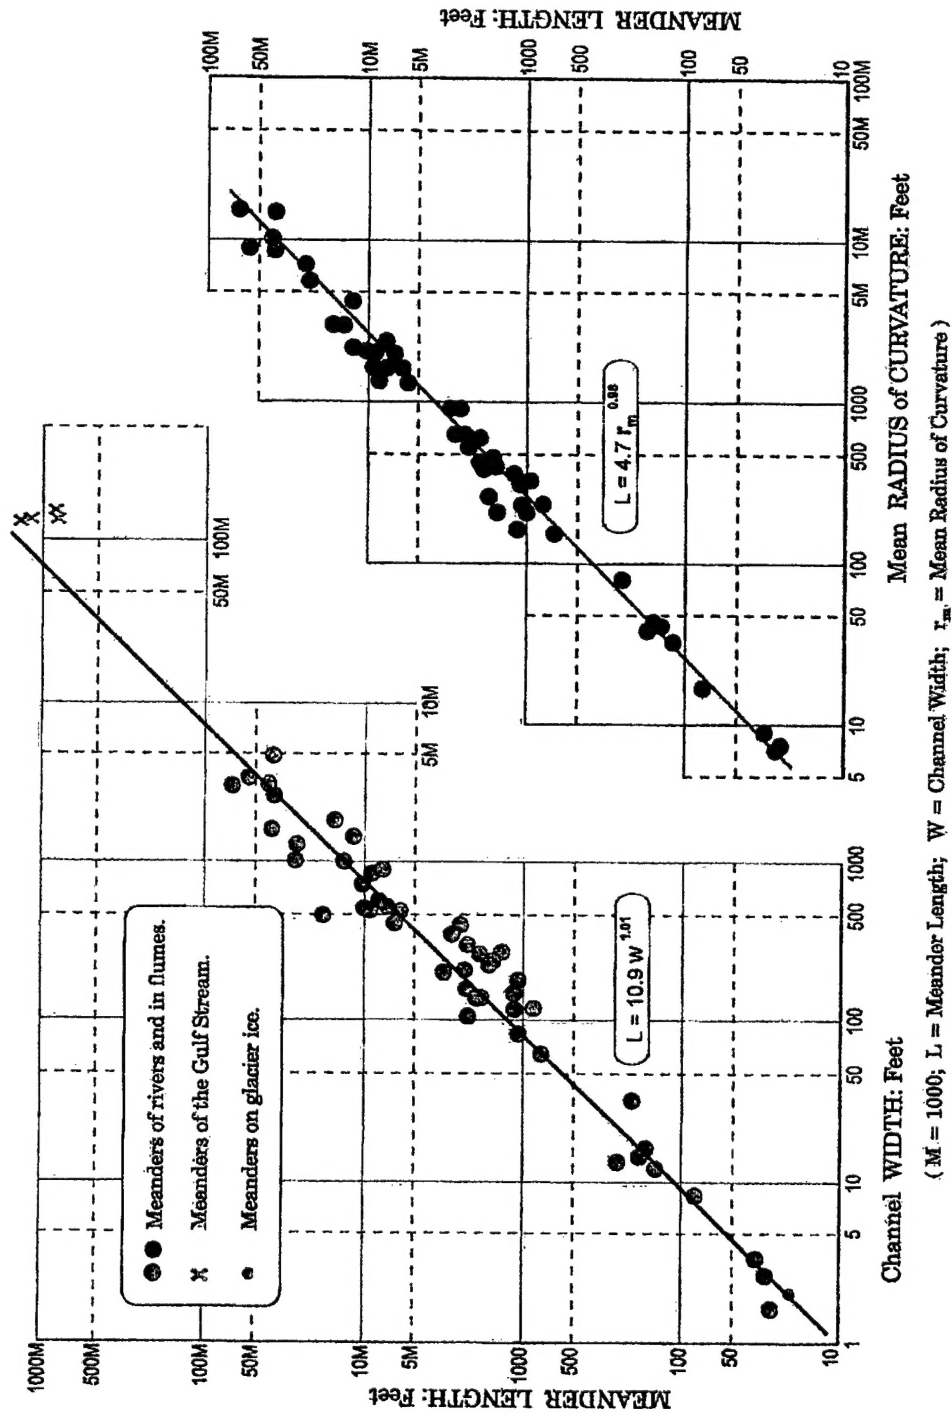 1000M
500M
100M
50M
10M
5M
1000
500
100
50
10
MEANDER LENGTH: Feet
Meanders of rivers and in flumes.
Meanders of the Gulf Stream.
Meanders on glacier ice.
L = 10.9 W^1.01
1
5
10
50
100
500
1000
5M
10M
50M
100M
Channel WIDTH: Feet
100M
50M
10M
5M
1000
500
100
50
10
MEANDER LENGTH: Feet
L = 4.7 r_m^0.98
5
10
50
100
500
1000
5M
10M
50M
100M
Mean RADIUS of CURVATURE: Feet
( M = 1000; L = Meander Length; W = Channel Width; r_m = Mean Radius of Curvature )